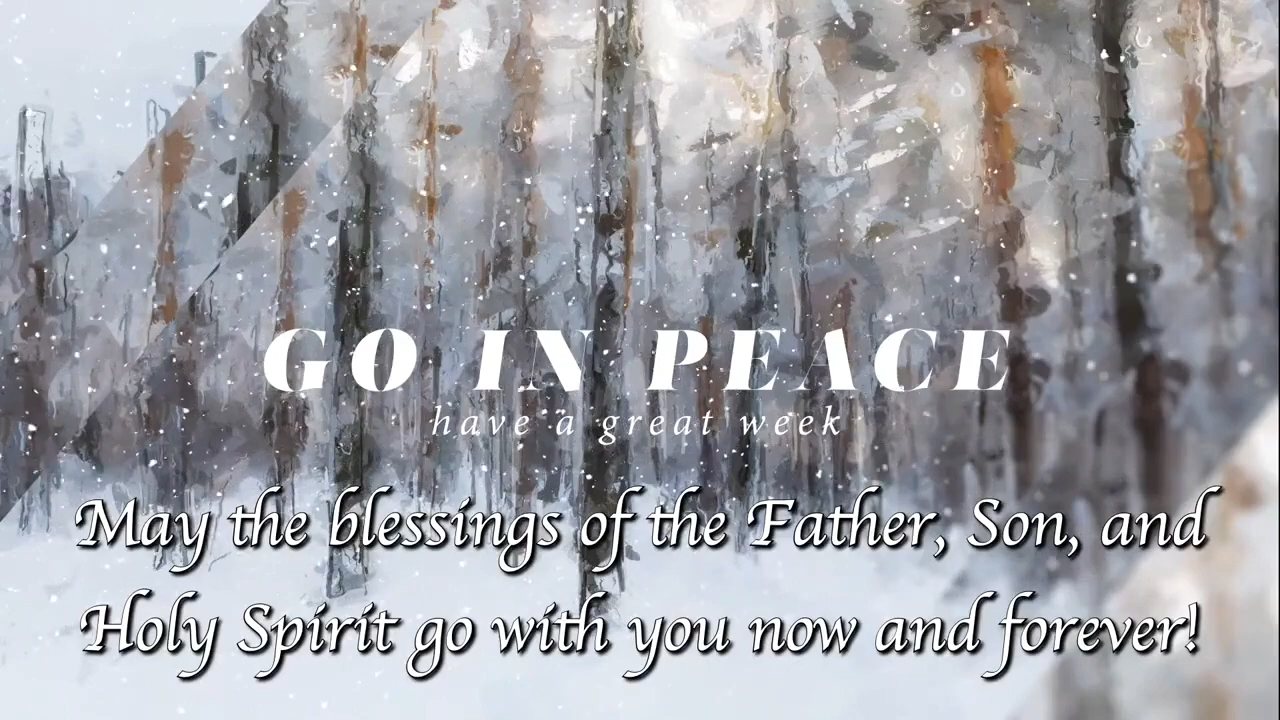 GO IN PEACE
have a great week
May the blessings of the Father, Son, and
Holy Spirit go with you now and forever!